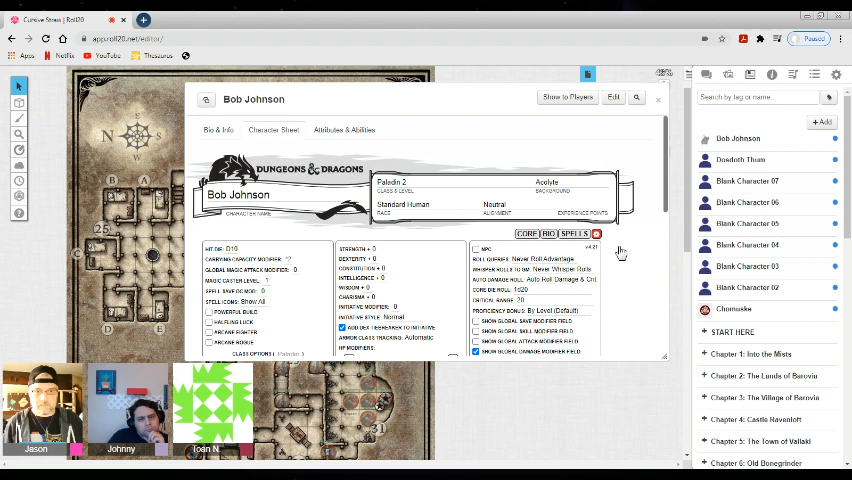 Cursive Strass | Roll20
app.roll20.net/editor/
Paused
Apps
Netflix
YouTube
Thesaurus
N
E
W
S
B
A
25
C
D
E
31
Bob Johnson
Show to Players
Edit
Bio & Info
Character Sheet
Attributes & Abilities
DUNGEONS & DRAGONS
Bob Johnson
CHARACTER NAME
Paladin 2
Acolyte
CLASS & LEVEL
BACKGROUND
Standard Human
Neutral
RACE
ALIGNMENT
EXPERIENCE POINTS
CORE
BIO
SPELLS
HIT DIE: D10
CARRYING CAPACITY MODIFIER: *2
GLOBAL MAGIC ATTACK MODIFIER: 0
MAGIC CASTER LEVEL: 1
SPELL SAVE DC MOD: 0
SPELL ICONS: Show All
POWERFUL BUILD
HALFLING LUCK
ARCANE FIGHTER
ARCANE ROGUE
CLASS OPTIONS ( Paladin )
STRENGTH + 0
DEXTERITY + 0
CONSTITUTION + 0
INTELLIGENCE + 0
WISDOM + 0
CHARISMA + 0
INITIATIVE MODIFIER: 0
INITIATIVE STYLE: Normal
ADD DEX TIEBREAKER TO INITIATIVE
ARMOR CLASS TRACKING: Automatic
HP MODIFIERS:
NPC
v4.21
ROLL QUERIES: Never Roll Advantage
WHISPER ROLLS TO GM: Never Whisper Rolls
AUTO DAMAGE ROLL: Auto Roll Damage & Crit
CORE DIE ROLL: 1d20
CRITICAL RANGE: 20
PROFICIENCY BONUS: By Level (Default)
SHOW GLOBAL SAVE MODIFIER FIELD
SHOW GLOBAL SKILL MODIFIER FIELD
SHOW GLOBAL ATTACK MODIFIER FIELD
SHOW GLOBAL DAMAGE MODIFIER FIELD
Search by tag or name...
+ Add
Bob Johnson
Dosdoth Thum
Blank Character 07
Blank Character 06
Blank Character 05
Blank Character 04
Blank Character 03
Blank Character 02
Chomuske
START HERE
Chapter 1: Into the Mists
Chapter 2: The Lands of Barovia
Chapter 3: The Village of Barovia
Chapter 4: Castle Ravenloft
Chapter 5: The Town of Vallaki
Chapter 6: Old Bonegrinder
Jason
Johnny
Toan N.